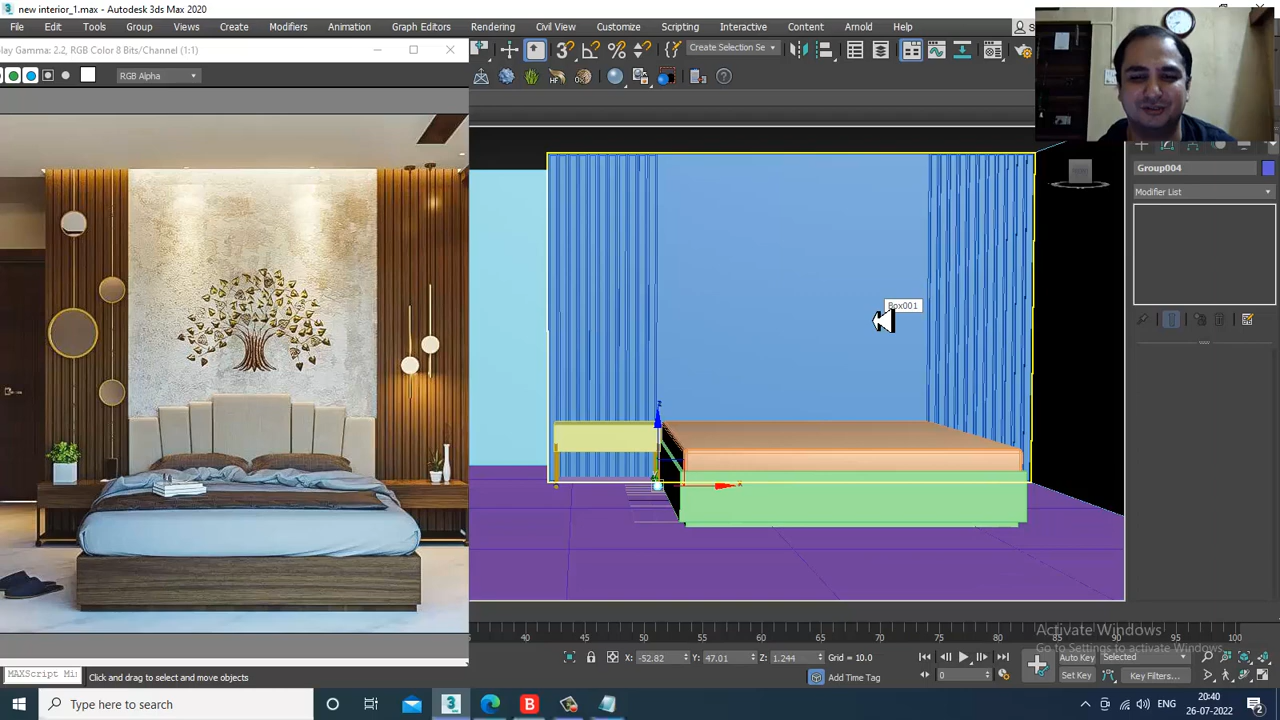 new interior_1.max - Autodesk 3ds Max 2020
File Edit Tools Group Views Create Modifiers Animation Graph Editors Rendering Civil View Customize Scripting Interactive Content Arnold Help
lay Gamma: 2.2, RGB Color 8 Bits/Channel (1:1)
Create Selection Se
RGB Alpha
Group004
Modifier List
Box001
z
x
40 45 50 55 60 65 70 75 80 85 90 95 100
Activate Windows
Go to Settings to activate Windows.
X: -52.82 Y: 47.01 Z: 1.244 Grid = 10.0
Auto Key Selected
MAXScript Mi
Click and drag to select and move objects
Add Time Tag
0
Set Key Key Filters...
Type here to search
B
ENG
20:40
26-07-2022
2